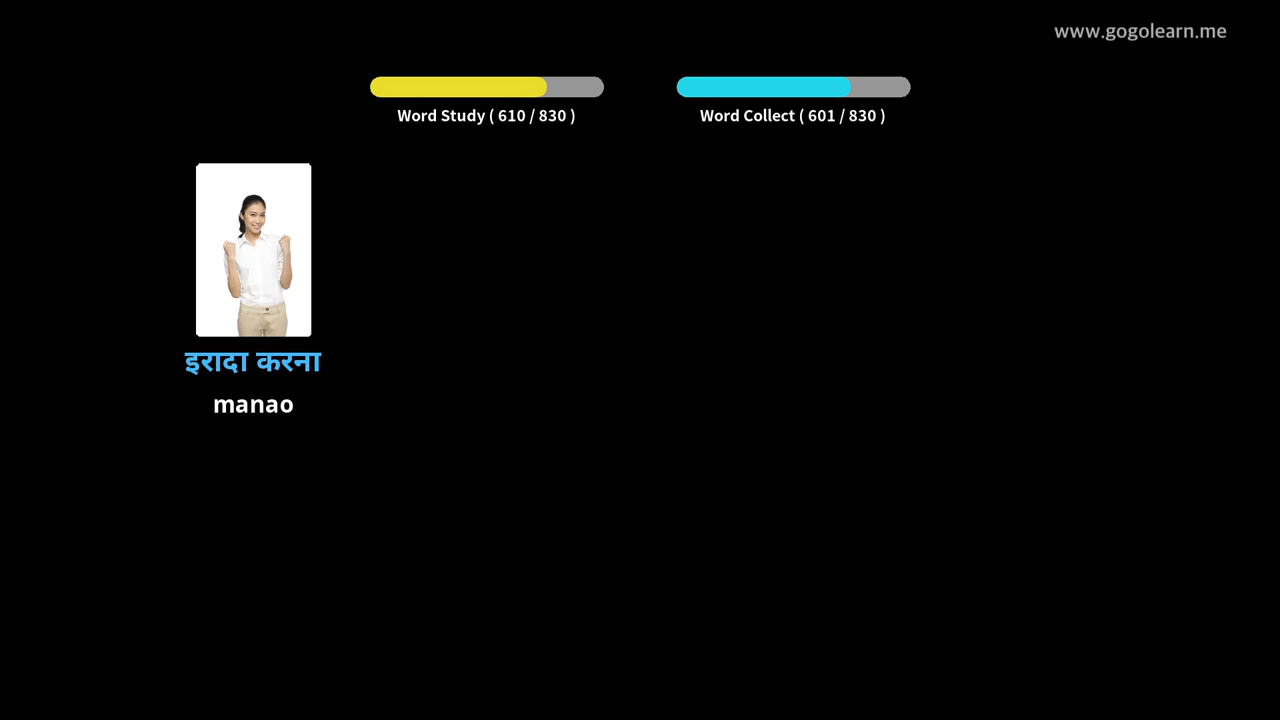 www.gogolearn.me
Word Study ( 610 / 830 )
Word Collect ( 601 / 830 )
इरादा करना
manao